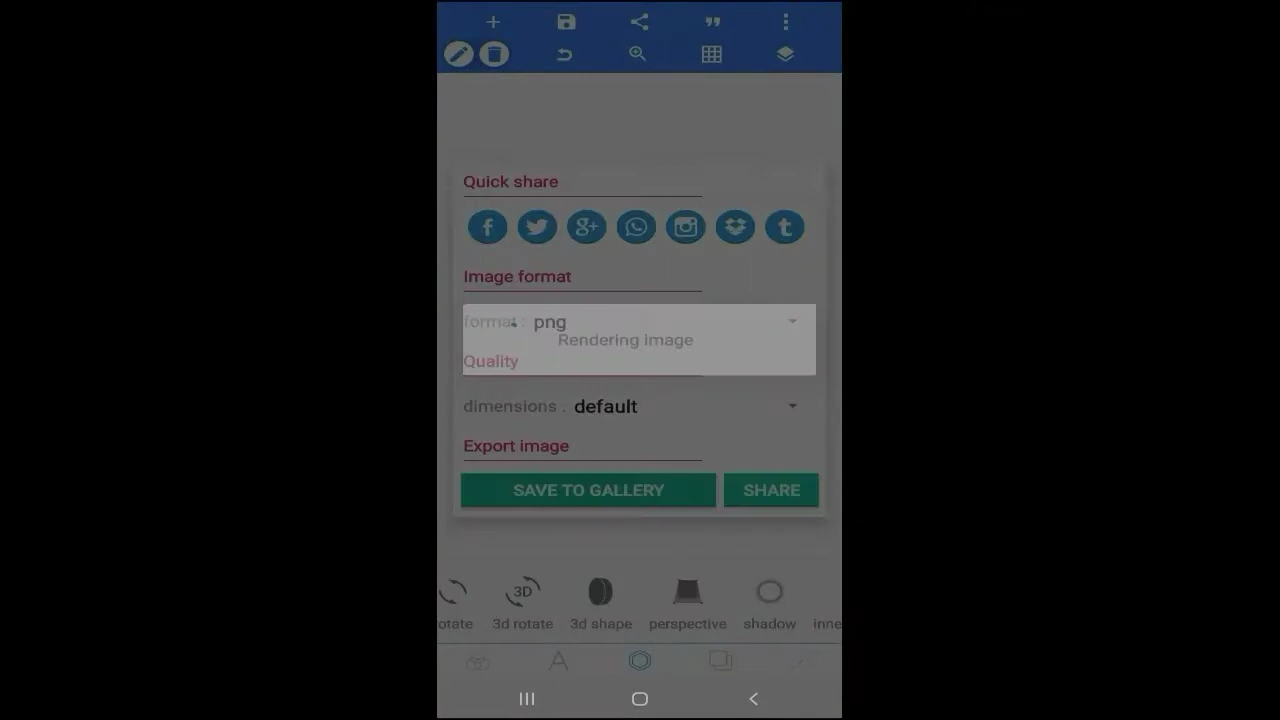 Quick share
Image format
format : png
Rendering image
Quality
dimensions : default
Export image
SAVE TO GALLERY
SHARE
otate
3d rotate
3d shape
perspective
shadow
inne